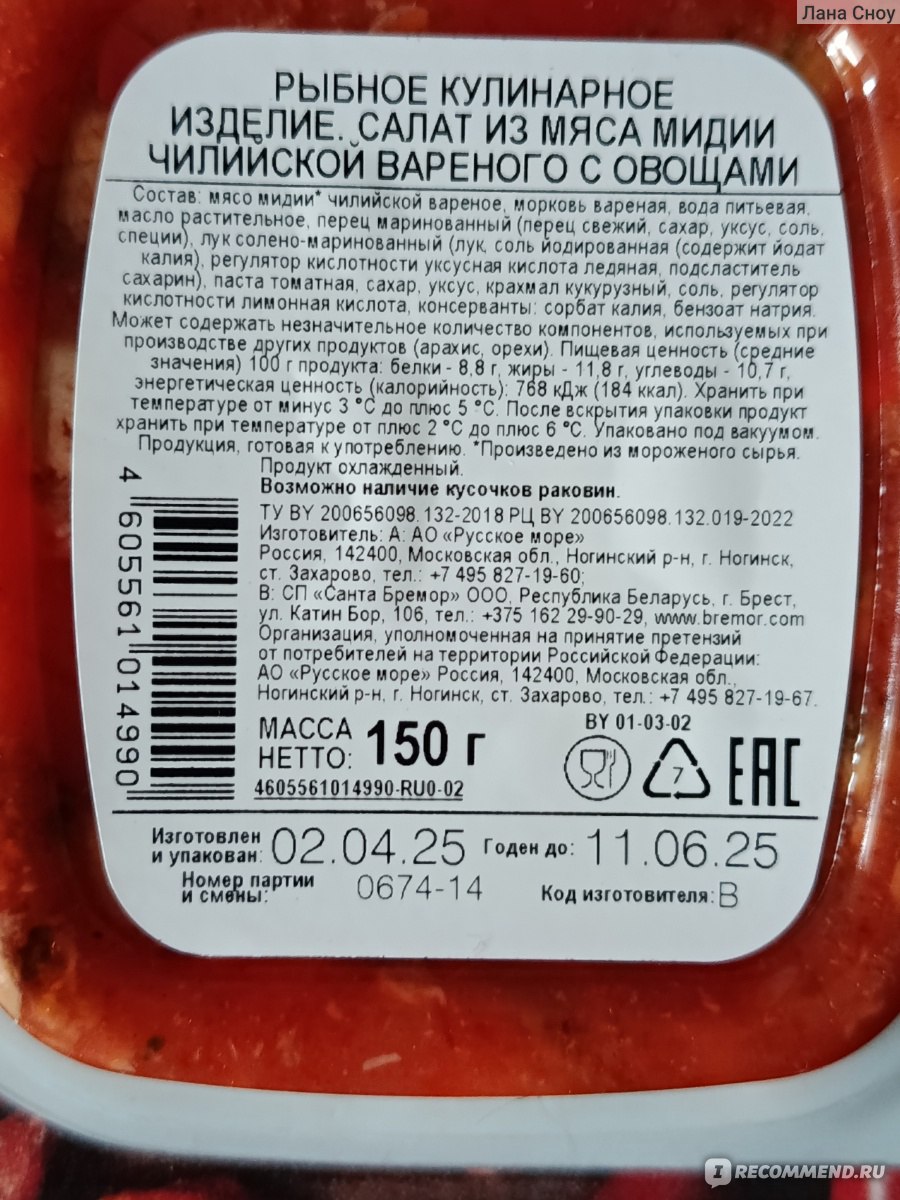 Лана Сноу
РЫБНОЕ КУЛИНАРНОЕ
ИЗДЕЛИЕ. САЛАТ ИЗ МЯСА МИДИИ
ЧИЛИЙСКОЙ ВАРЕНОГО С ОВОЩАМИ
Состав: мясо мидии* чилийской вареное, морковь вареная, вода питьевая,
масло растительное, перец маринованный (перец свежий, сахар, уксус, соль,
специи), лук солено-маринованный (лук, соль йодированная (содержит йодат
калия), регулятор кислотности уксусная кислота ледяная, подсластитель
сахарин), паста томатная, сахар, уксус, крахмал кукурузный, соль, регулятор
кислотности лимонная кислота, консерванты: сорбат калия, бензоат натрия.
Может содержать незначительное количество компонентов, используемых при
производстве других продуктов (арахис, орехи). Пищевая ценность (средние
значения) 100 г продукта: белки - 8,8 г, жиры - 11,8 г, углеводы - 10,7 г,
энергетическая ценность (калорийность): 768 кДж (184 ккал). Хранить при
температуре от минус 3 °C до плюс 5 °C. После вскрытия упаковки продукт
хранить при температуре от плюс 2 °C до плюс 6 °C. Упаковано под вакуумом.
Продукция, готовая к употреблению. *Произведено из мороженого сырья.
Продукт охлажденный.
Возможно наличие кусочков раковин.
ТУ BY 200656098.132-2018 РЦ BY 200656098.132.019-2022
Изготовитель: А: АО «Русское море»
Россия, 142400, Московская обл., Ногинский р-н, г. Ногинск,
ст. Захарово, тел.: +7 495 827-19-60;
В: СП «Санта Бремор» ООО, Республика Беларусь, г. Брест,
ул. Катин Бор, 106, тел.: +375 162 29-90-29, www.bremor.com
Организация, уполномоченная на принятие претензий
от потребителей на территории Российской Федерации:
АО «Русское море» Россия, 142400, Московская обл.,
Ногинский р-н, г. Ногинск, ст. Захарово, тел.: +7 495 827-19-67.
4 605561 014990
МАССА
НЕТТО: 150 г
4605561014990-RU0-02
BY 01-03-02
7
EAC
Изготовлен
и упакован: 02.04.25 Годен до: 11.06.25
Номер партии
и смены: 0674-14 Код изготовителя: В
IRECOMMEND.RU